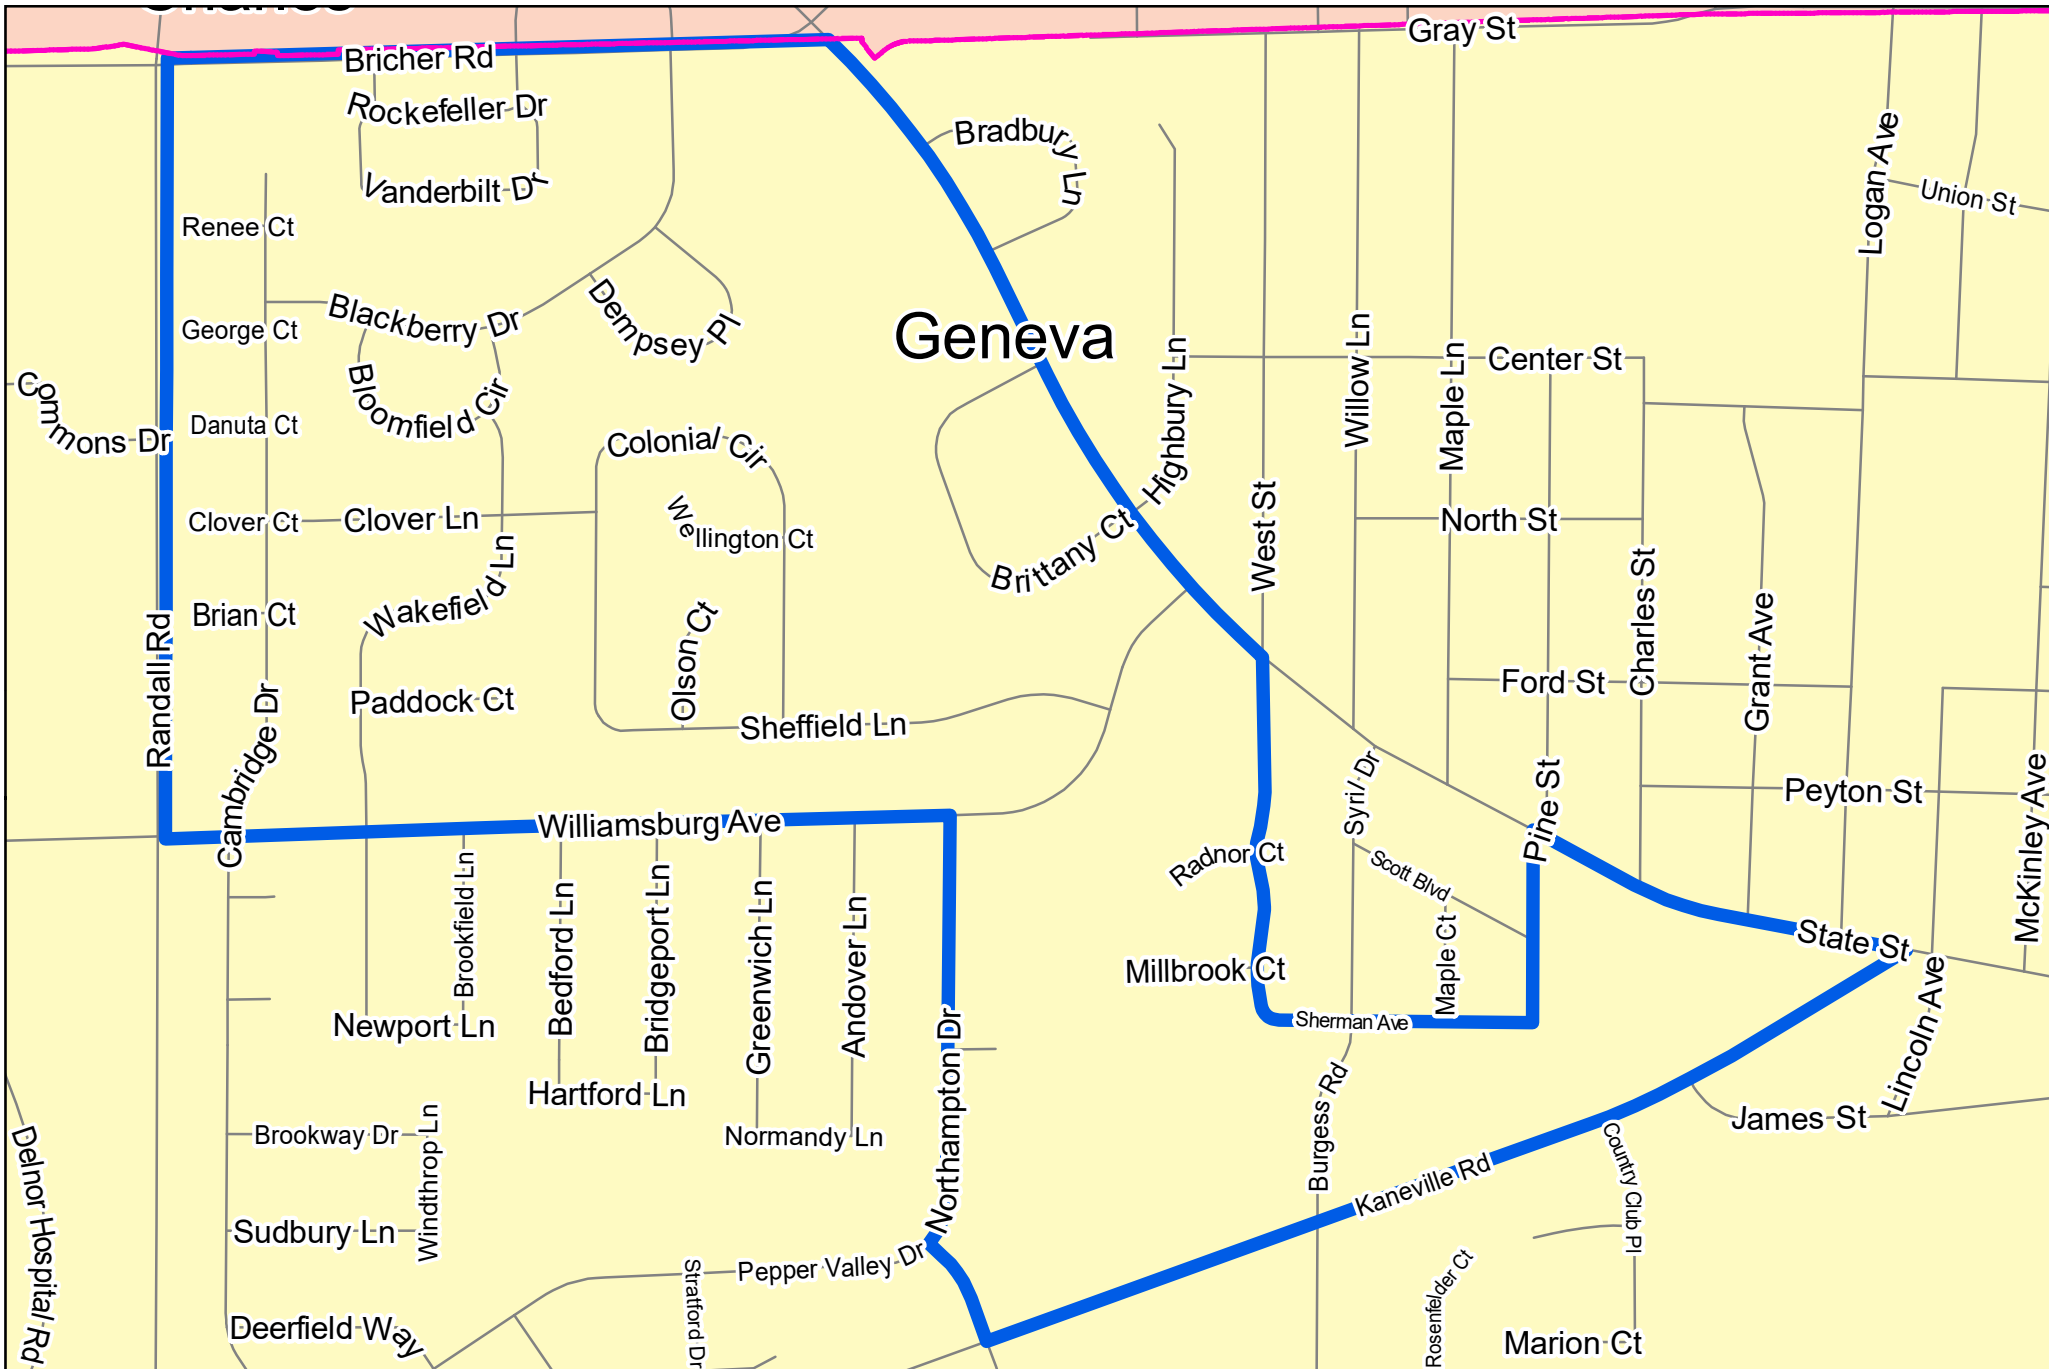 Gray St
Bricher Rd
Rockefeller Dr
Bradbury Ln
Logan Ave
Vanderbilt Dr
Union St
Renee Ct
Blackberry Dr
Dempsey Pl
George Ct
Geneva
Highbury Ln
Willow Ln
Maple Ln
Center St
Commons Dr
Bloomfield Cir
Danuta Ct
Colonial Cir
Clover Ct
Clover Ln
Wellington Ct
West St
North St
Brittany Ct
Wakefield Ln
Charles St
Grant Ave
Brian Ct
Randall Rd
Olson Ct
Paddock Ct
Ford St
Cambridge Dr
Sheffield Ln
Syril Dr
Pine St
Peyton St
McKinley Ave
Williamsburg Ave
Radnor Ct
Scott Blvd
Brookfield Ln
Bedford Ln
Bridgeport Ln
Greenwich Ln
Andover Ln
Maple Ct
State St
Millbrook Ct
Lincoln Ave
Newport Ln
Sherman Ave
Northampton Dr
Hartford Ln
Burgess Rd
James St
Normandy Ln
Brookway Dr
Windthrop Ln
Country Club Pl
Kaneville Rd
Delnor Hospital Rd
Sudbury Ln
Pepper Valley Dr
Stratford Dr
Rosenfelder Ct
Deerfield Way
Marion Ct